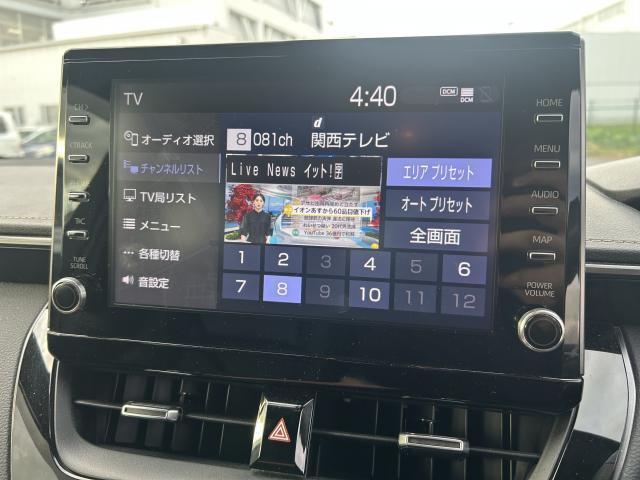 TV
4:40
DCM
DCM
d
8 081ch 関西テレビ
オーディオ選択
チャンネルリスト
TV局リスト
メニュー
各種切替
音設定
Live News イット!字
エリア プリセット
オート プリセット
全画面
イオンあすから60品目値下げ
1 2 3 4 5 6
7 8 9 10 11 12
CH >
< TRACK
TUNE
SCROLL
HOME
MENU
AUDIO
MAP
POWER
VOLUME